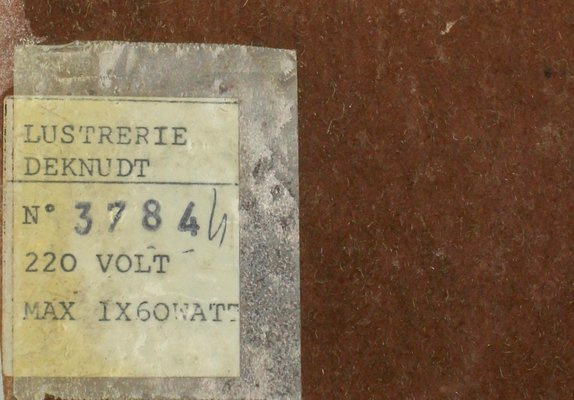 LUSTRERIE
DEKNUDT
N° 3784
220 VOLT
MAX 1X60WATT